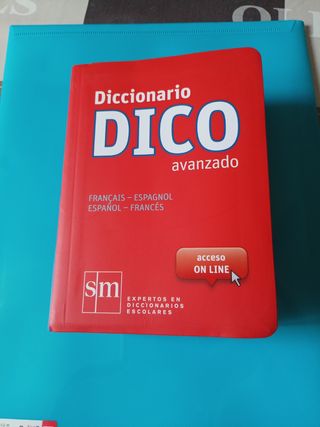 Diccionario
DICO
avanzado
FRANÇAIS – ESPAGNOL
ESPAÑOL – FRANCÉS
acceso
ON LINE
sm
EXPERTOS EN
DICCIONARIOS
ESCOLARES